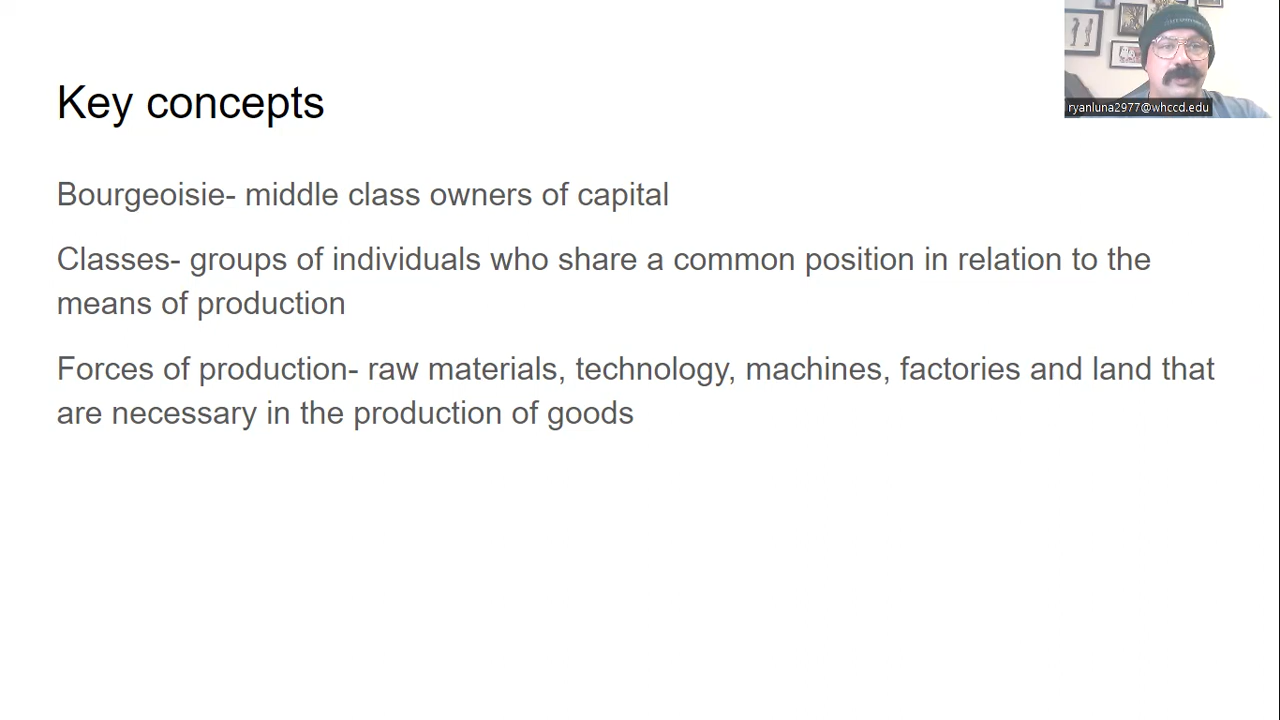 Key concepts
ryanluna2977@whccd.edu
Bourgeoisie- middle class owners of capital
Classes- groups of individuals who share a common position in relation to the
means of production
Forces of production- raw materials, technology, machines, factories and land that
are necessary in the production of goods